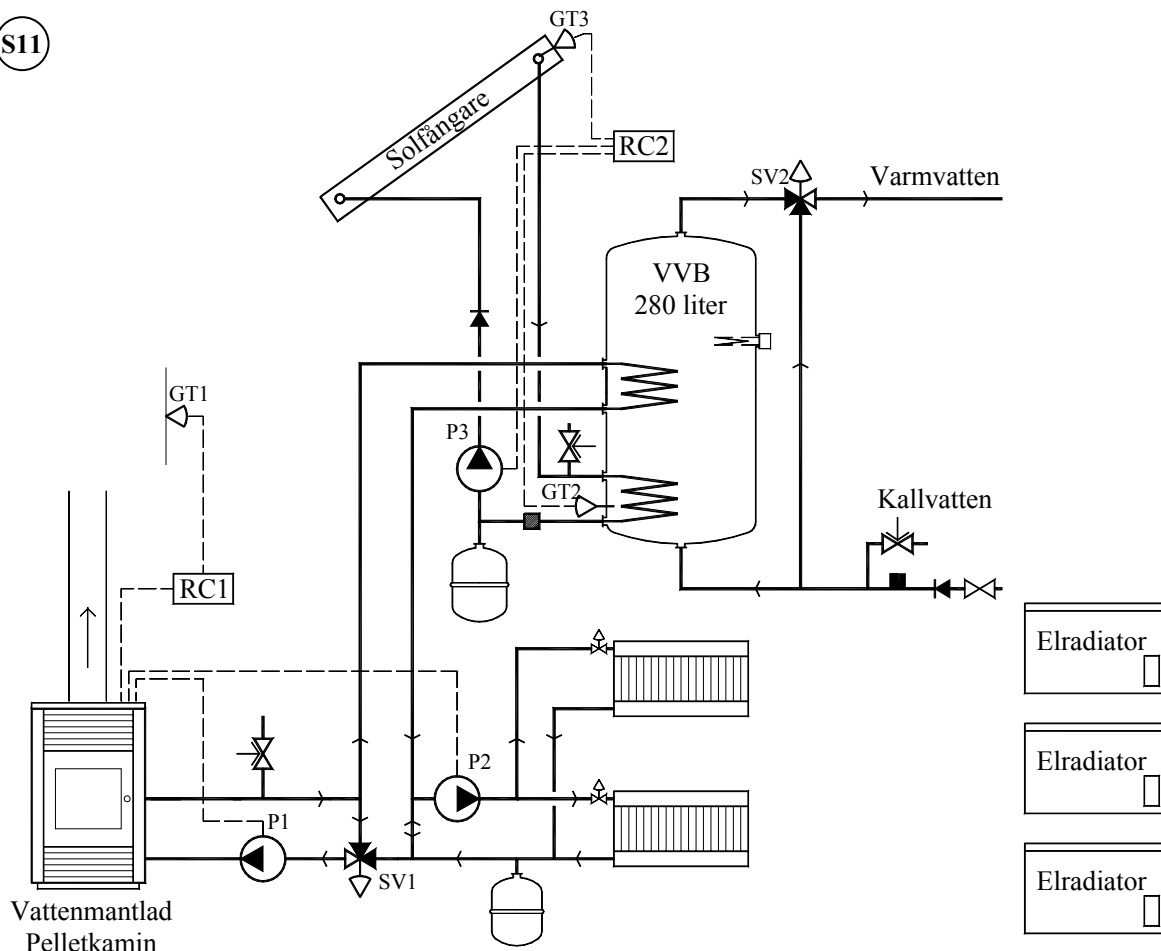 S11
GT3
Solfångare
RC2
SV2
Varmvatten
VVB
280 liter
GT1
P3
GT2
Kallvatten
RC1
Elradiator
P2
Elradiator
P1
SV1
Elradiator
Vattenmantlad
Pelletkamin